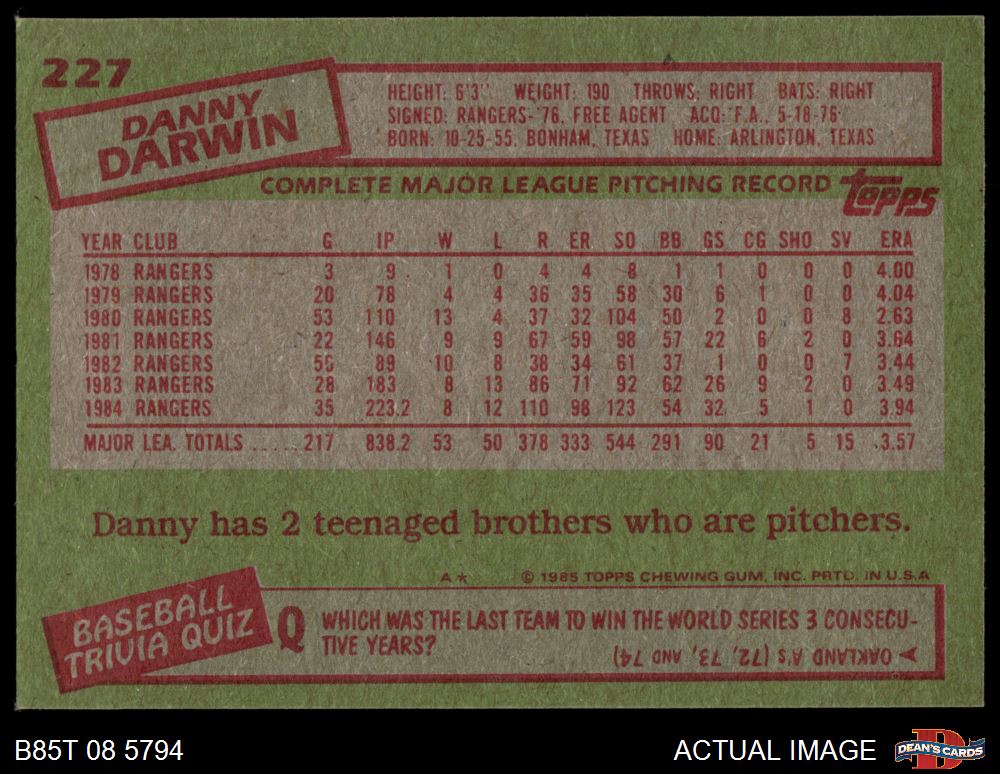 227
DANNY
DARWIN
HEIGHT: 6'3" WEIGHT: 190 THROWS: RIGHT BATS: RIGHT
SIGNED: RANGERS-'76, FREE AGENT ACQ: F.A., 5-18-76
BORN: 10-25-55, BONHAM, TEXAS HOME: ARLINGTON, TEXAS
COMPLETE MAJOR LEAGUE PITCHING RECORD
topps
YEAR CLUB G IP W L R ER SO BB GS CG SHO SV ERA
1978 RANGERS 3 9 1 0 4 4 8 1 1 0 0 0 4.00
1979 RANGERS 20 78 4 4 36 35 58 30 6 1 0 0 4.04
1980 RANGERS 53 110 13 4 37 32 104 50 2 0 0 8 2.63
1981 RANGERS 22 146 9 9 67 59 98 57 22 6 2 0 3.64
1982 RANGERS 56 89 10 8 38 34 61 37 1 0 0 7 3.44
1983 RANGERS 28 183 8 13 86 71 92 62 26 9 2 0 3.49
1984 RANGERS 35 223.2 8 12 110 98 123 54 32 5 1 0 3.94
MAJOR LEA. TOTALS ..... 217 838.2 53 50 378 333 544 291 90 21 5 15 3.57
Danny has 2 teenaged brothers who are pitchers.
A★ © 1985 TOPPS CHEWING GUM, INC. PRTD. IN U.S.A
BASEBALL
TRIVIA QUIZ
Q WHICH WAS THE LAST TEAM TO WIN THE WORLD SERIES 3 CONSECU-
TIVE YEARS?
OAKLAND A's (72, '73, AND 74)
B85T 08 5794
ACTUAL IMAGE
D
DEAN'S CARDS